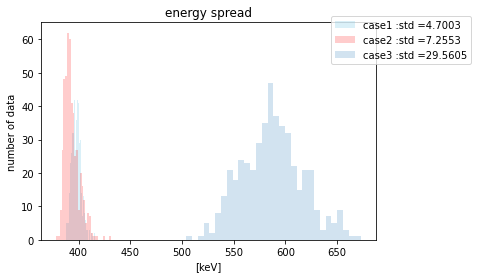 energy spread
case1 :std =4.7003
case2 :std =7.2553
case3 :std =29.5605
number of data
60
50
40
30
20
10
0
400 450 500 550 600 650
[keV]